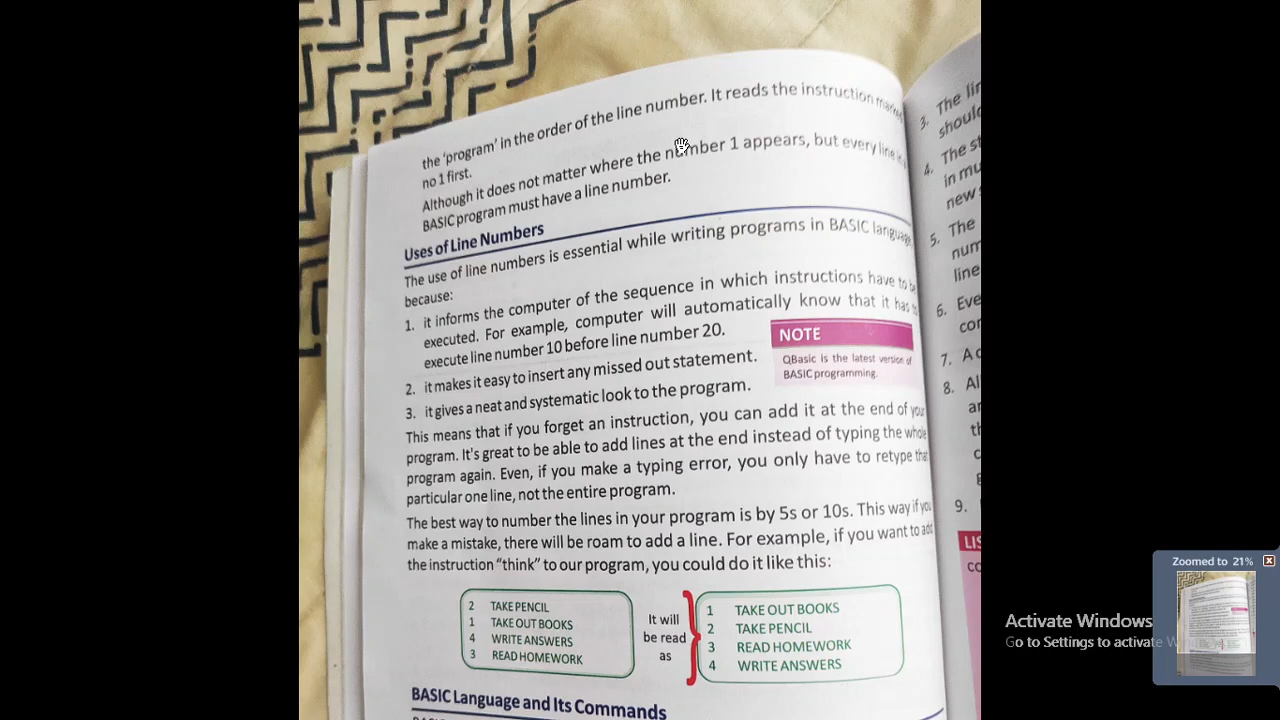 the 'program' in the order of the line number. It reads the instruction
no 1 first.
Although it does not matter where the number 1 appears, but every line
BASIC program must have a line number.
Uses of Line Numbers
The use of line numbers is essential while writing programs in BASIC language
because:
1. it informs the computer of the sequence in which instructions have to
executed. For example, computer will automatically know that it has
execute line number 10 before line number 20.
NOTE
QBasic is the latest version of
BASIC programming.
2. it makes it easy to insert any missed out statement.
3. it gives a neat and systematic look to the program.
This means that if you forget an instruction, you can add it at the end of
program. It's great to be able to add lines at the end instead of typing the whole
program again. Even, if you make a typing error, you only have to retype that
particular one line, not the entire program.
The best way to number the lines in your program is by 5s or 10s. This way if you
make a mistake, there will be roam to add a line. For example, if you want to add
the instruction "think" to our program, you could do it like this:
2 TAKE PENCIL
1 TAKE OUT BOOKS
4 WRITE ANSWERS
3 READ HOMEWORK
It will
be read
as
1 TAKE OUT BOOKS
2 TAKE PENCIL
3 READ HOMEWORK
4 WRITE ANSWERS
BASIC Language and Its Commands
3. The
4. The
in
new
5. The
line
6.
7. A
8.
9.
Zoomed to 21%
Activate Windows
Go to Settings to activate